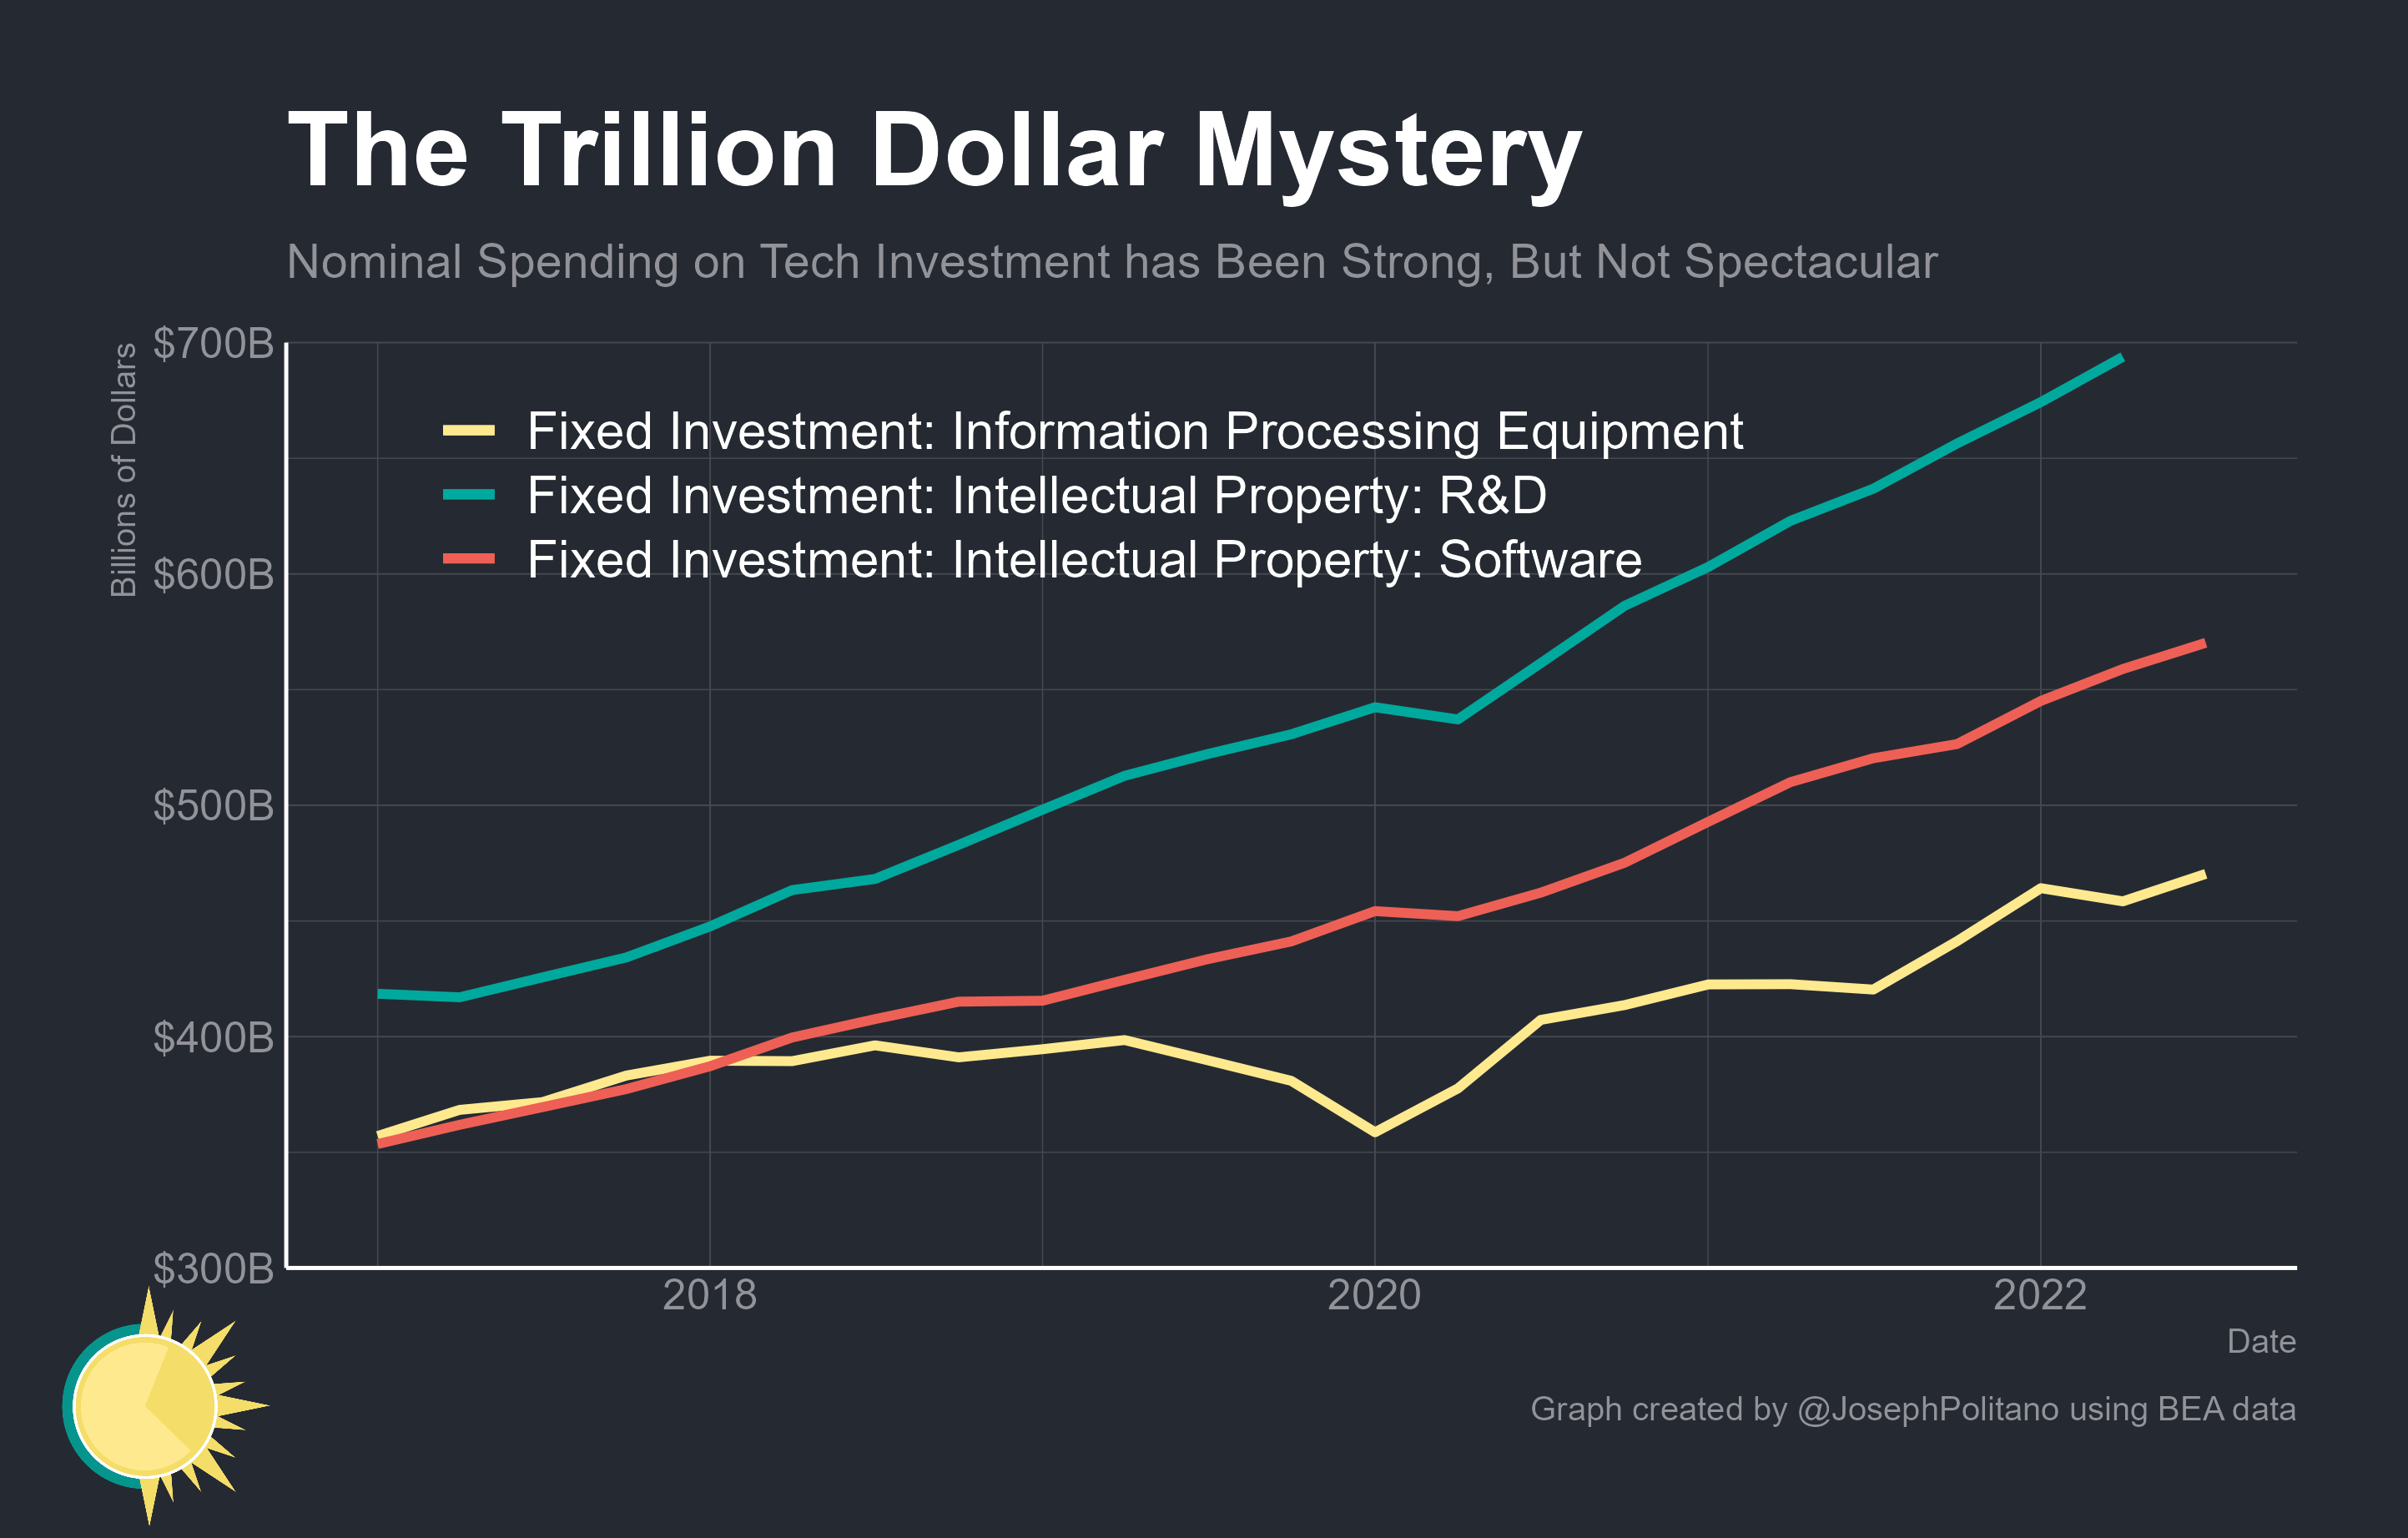 The Trillion Dollar Mystery
Nominal Spending on Tech Investment has Been Strong, But Not Spectacular
Billions of Dollars
$700B
$600B
$500B
$400B
$300B
Fixed Investment: Information Processing Equipment
Fixed Investment: Intellectual Property: R&D
Fixed Investment: Intellectual Property: Software
2018
2020
2022
Date
Graph created by @JosephPolitano using BEA data